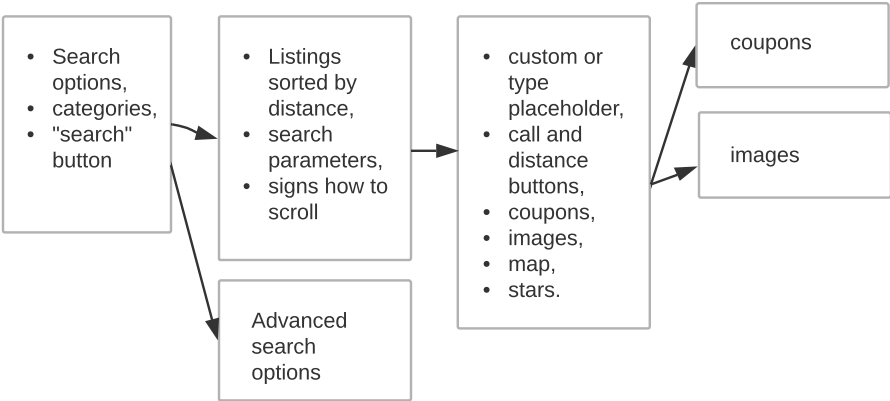 • Search
options,
• categories,
• "search"
button
• Listings
sorted by
distance,
• search
parameters,
• signs how to
scroll
Advanced
search
options
• custom or
type
placeholder,
• call and
distance
buttons,
• coupons,
• images,
• map,
• stars.
coupons
images